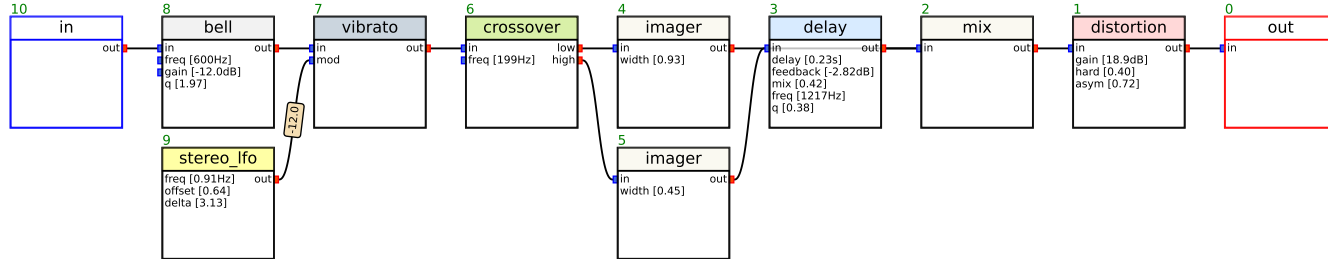 10
in
out
8
bell
in out
freq [600Hz]
gain [-12.0dB]
q [1.97]
7
vibrato
in out
mod
6
crossover
in low
freq [199Hz] high
4
imager
in out
width [0.93]
3
delay
in out
delay [0.23s]
feedback [-2.82dB]
mix [0.42]
freq [1217Hz]
q [0.38]
2
mix
in out
1
distortion
in out
gain [18.9dB]
hard [0.40]
asym [0.72]
0
out
in
-12.0
9
stereo_lfo
freq [0.91Hz] out
offset [0.64]
delta [3.13]
5
imager
in out
width [0.45]